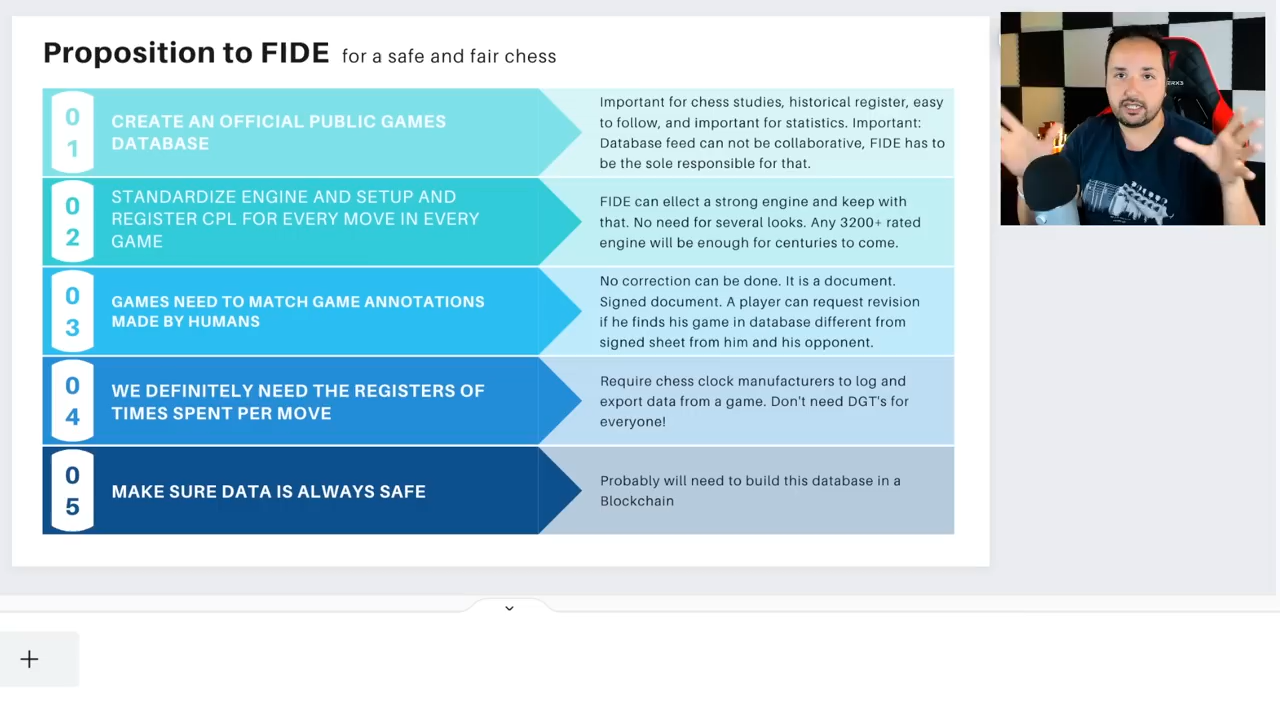 Proposition to FIDE for a safe and fair chess
0
1
CREATE AN OFFICIAL PUBLIC GAMES
DATABASE
Important for chess studies, historical register, easy
to follow, and important for statistics. Important:
Database feed can not be collaborative, FIDE has to
be the sole responsible for that.
0
2
STANDARDIZE ENGINE AND SETUP AND
REGISTER CPL FOR EVERY MOVE IN EVERY
GAME
FIDE can ellect a strong engine and keep with
that. No need for several looks. Any 3200+ rated
engine will be enough for centuries to come.
0
3
GAMES NEED TO MATCH GAME ANNOTATIONS
MADE BY HUMANS
No correction can be done. It is a document.
Signed document. A player can request revision
if he finds his game in database different from
signed sheet from him and his opponent.
0
4
WE DEFINITELY NEED THE REGISTERS OF
TIMES SPENT PER MOVE
Require chess clock manufacturers to log and
export data from a game. Don't need DGT's for
everyone!
0
5
MAKE SURE DATA IS ALWAYS SAFE
Probably will need to build this database in a
Blockchain